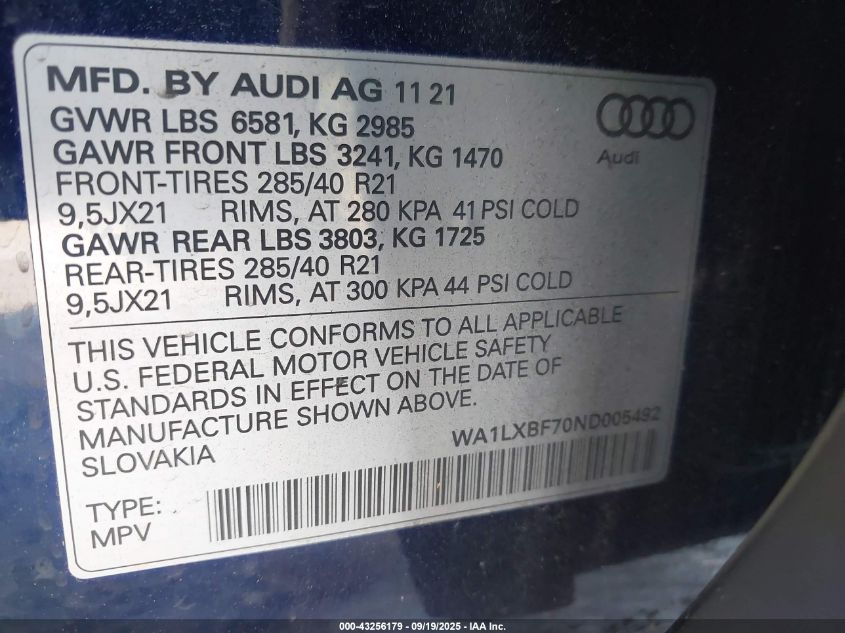 MFD. BY AUDI AG 11 21
GVWR LBS 6581, KG 2985
GAWR FRONT LBS 3241, KG 1470
FRONT-TIRES 285/40 R21
9,5JX21 RIMS, AT 280 KPA 41 PSI COLD
GAWR REAR LBS 3803, KG 1725
REAR-TIRES 285/40 R21
9,5JX21 RIMS, AT 300 KPA 44 PSI COLD
Audi
THIS VEHICLE CONFORMS TO ALL APPLICABLE
U.S. FEDERAL MOTOR VEHICLE SAFETY
STANDARDS IN EFFECT ON THE DATE OF
MANUFACTURE SHOWN ABOVE.
SLOVAKIA
WA1LXBF70ND005492
TYPE:
MPV
000-43256179 - 09/19/2025 - IAA, Inc.